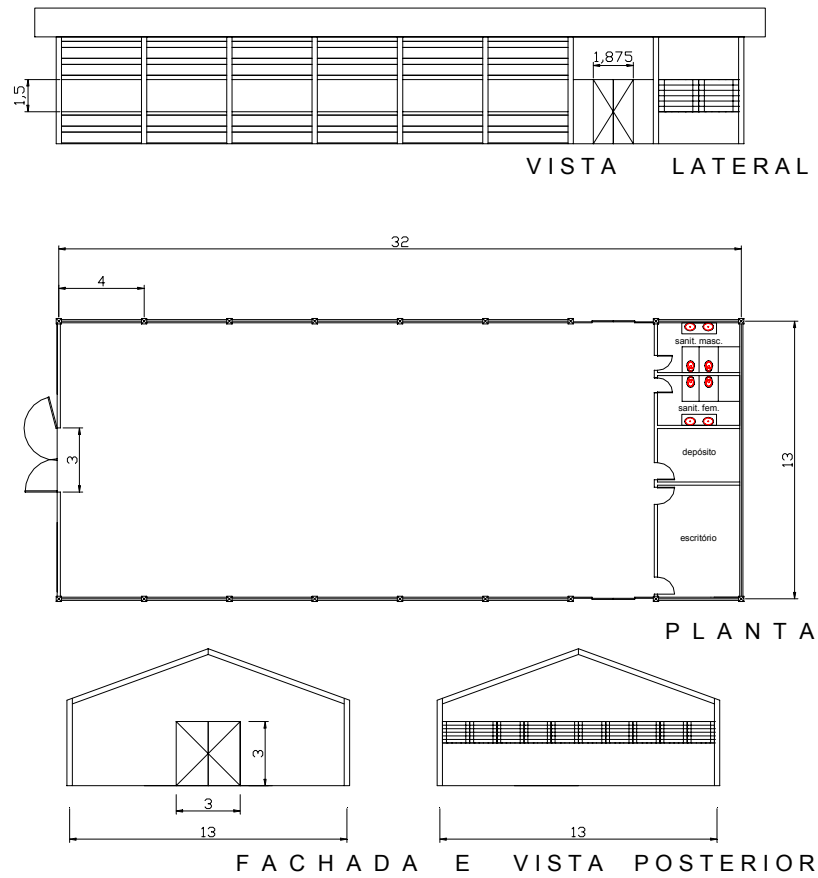 1,875
1,5
VISTA LATERAL
32
4
sanit. masc.
sanit. fem.
3
depósito
13
escritório
PLANTA
3
3
13
13
FACHADA E VISTA POSTERIOR